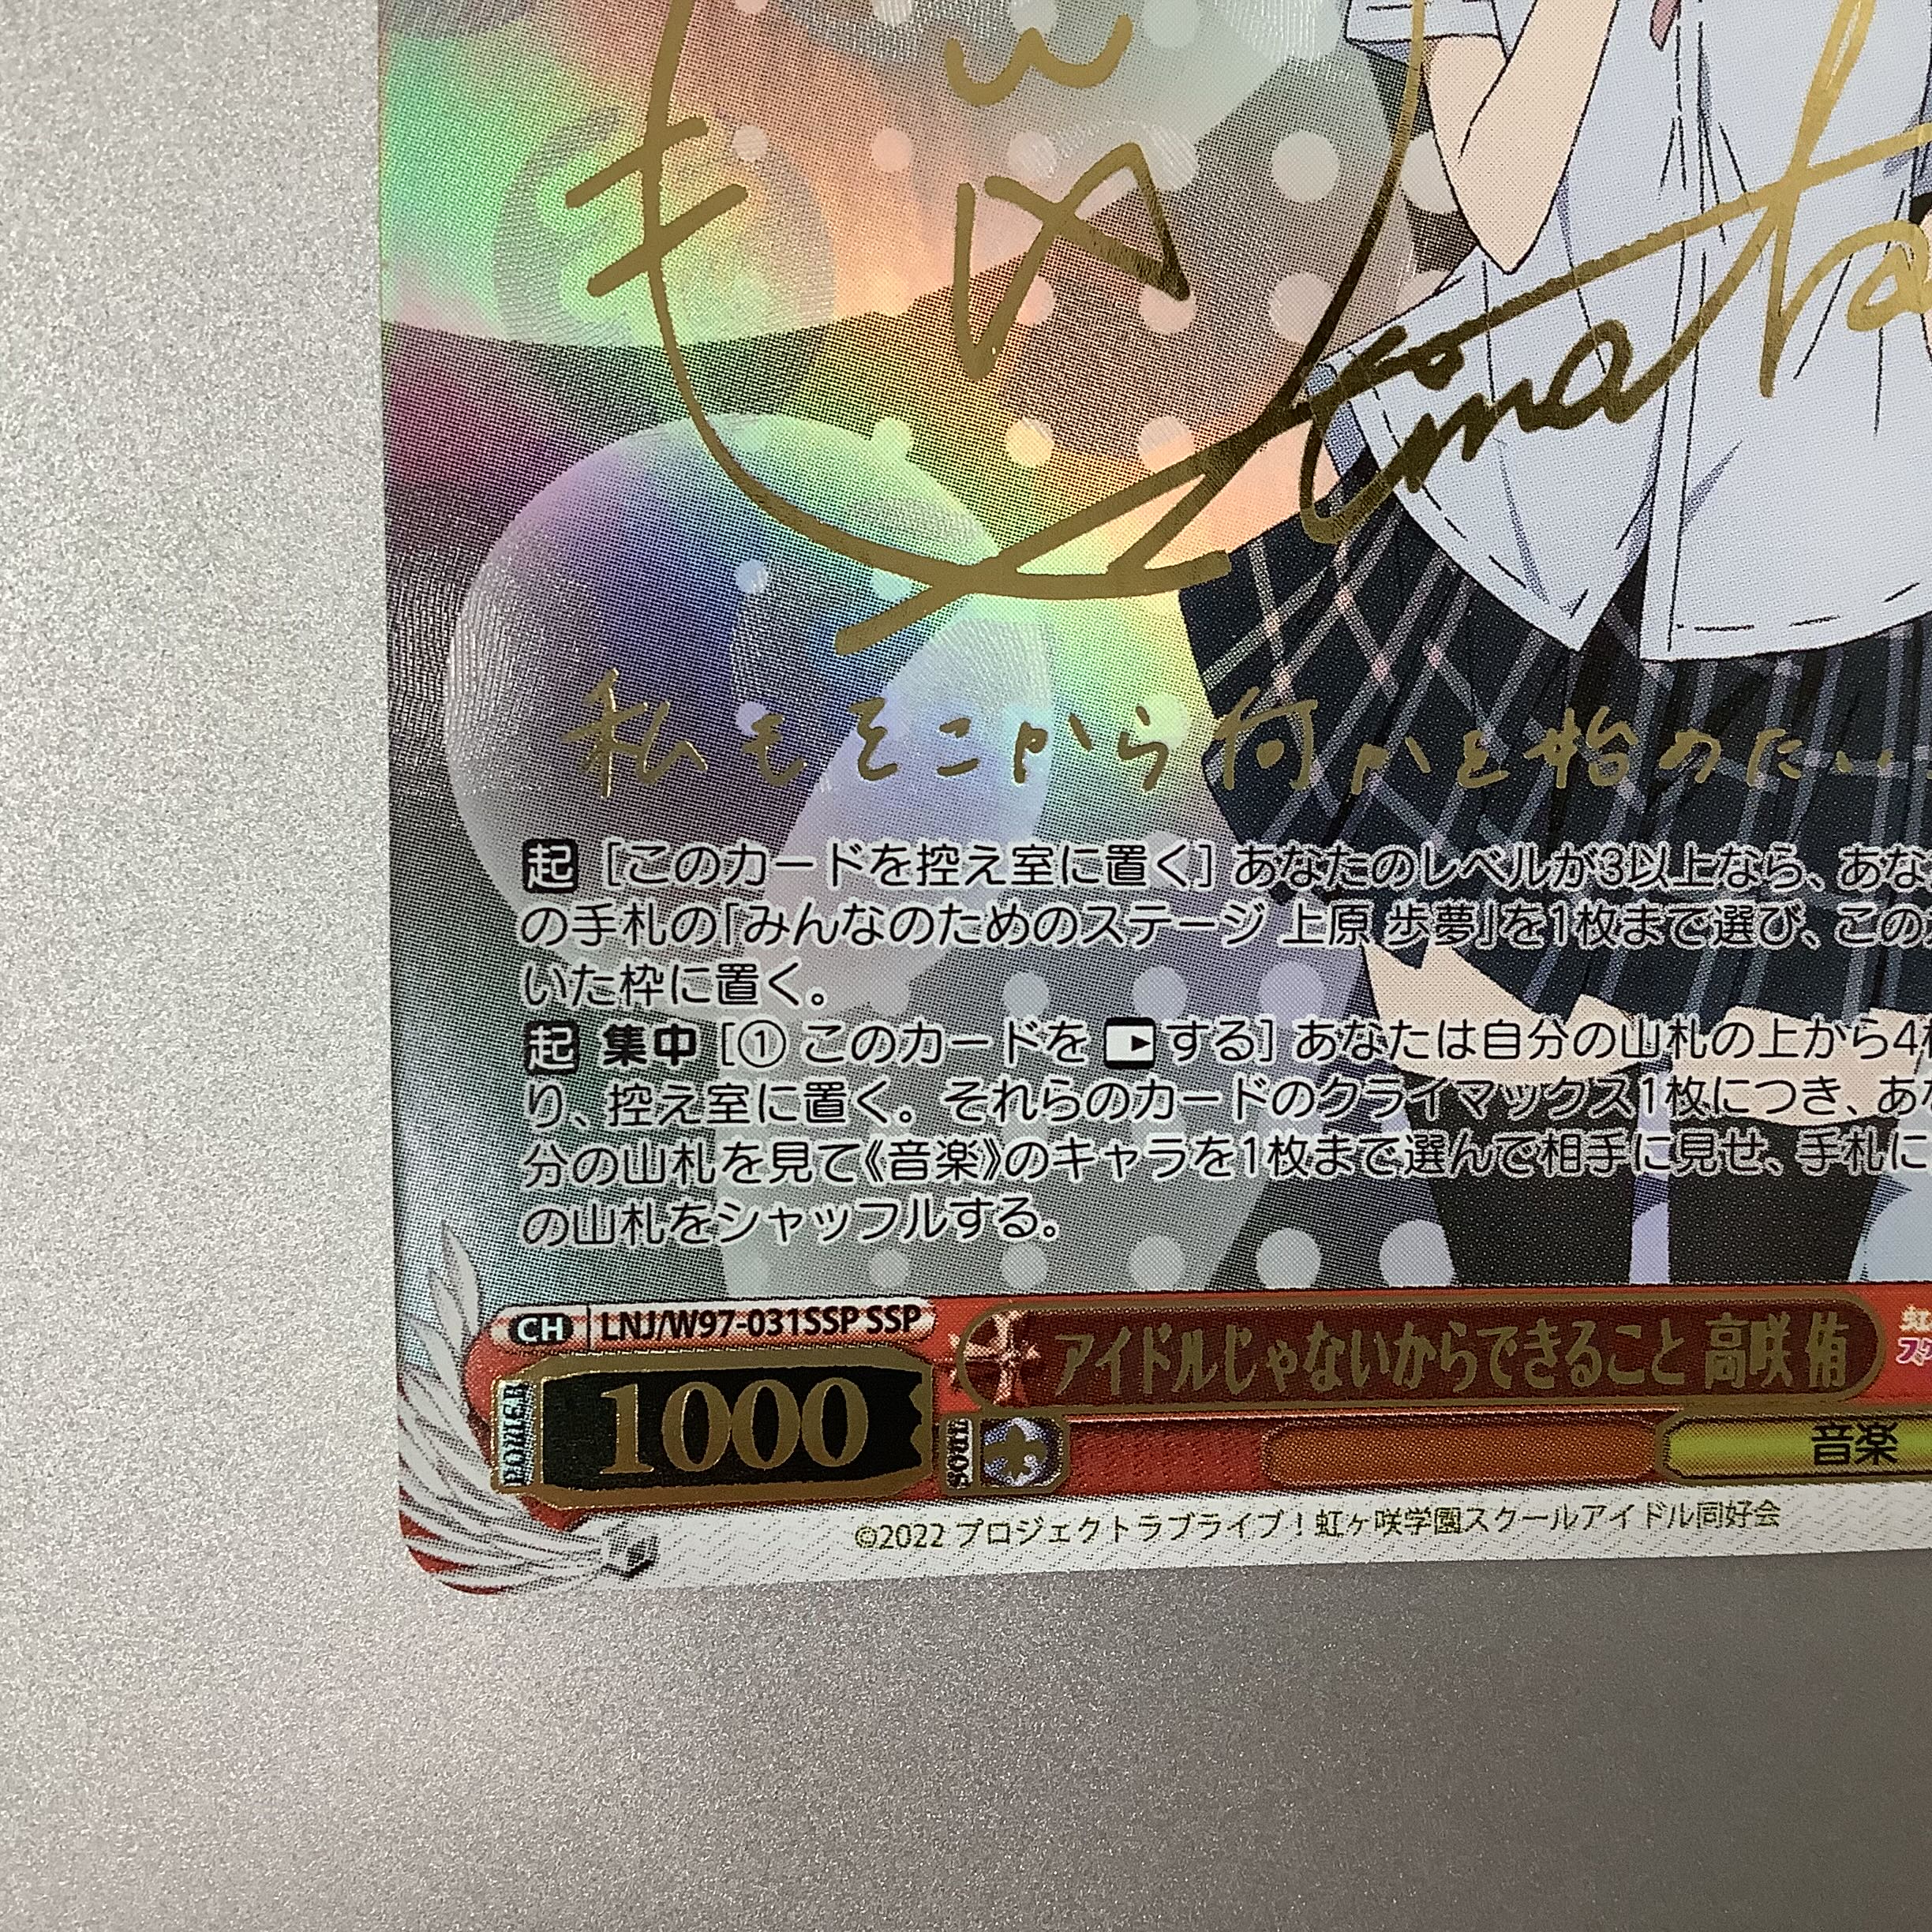 私もそこから何かを始めたい
起 [このカードを控え室に置く] あなたのレベルが3以上なら、あな
の手札の「みんなのためのステージ 上原 歩夢」を1枚まで選び、この
いた枠に置く。
起 集中 [① このカードを する] あなたは自分の山札の上から4
り、控え室に置く。それらのカードのクライマックス1枚につき、あ
分の山札を見て《音楽》のキャラを1枚まで選んで相手に見せ、手札に
の山札をシャッフルする。
CH LNJ/W97-031SSP SSP
アイドルじゃないからできること 高咲 侑
POWER 1000
SOUL
音楽
©2022 プロジェクトラブライブ！虹ヶ咲学園スクールアイドル同好会